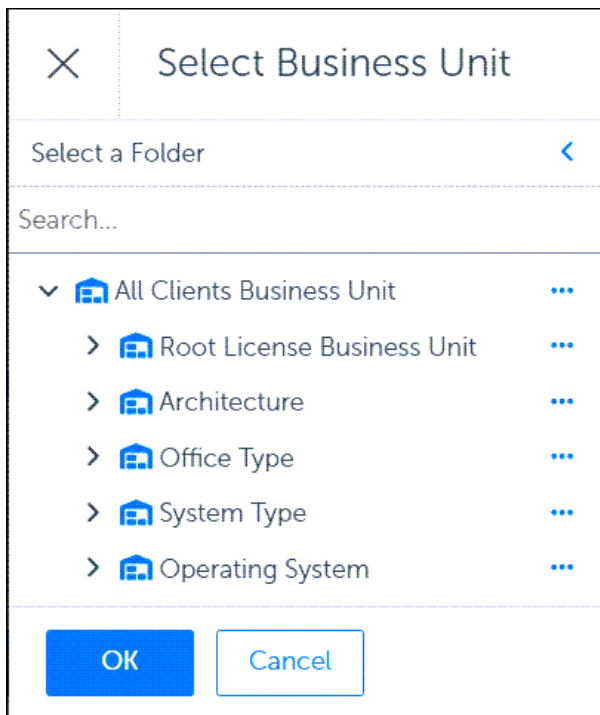 Select Business Unit
Select a Folder
Search...
All Clients Business Unit
Root License Business Unit
Architecture
Office Type
System Type
Operating System
OK Cancel